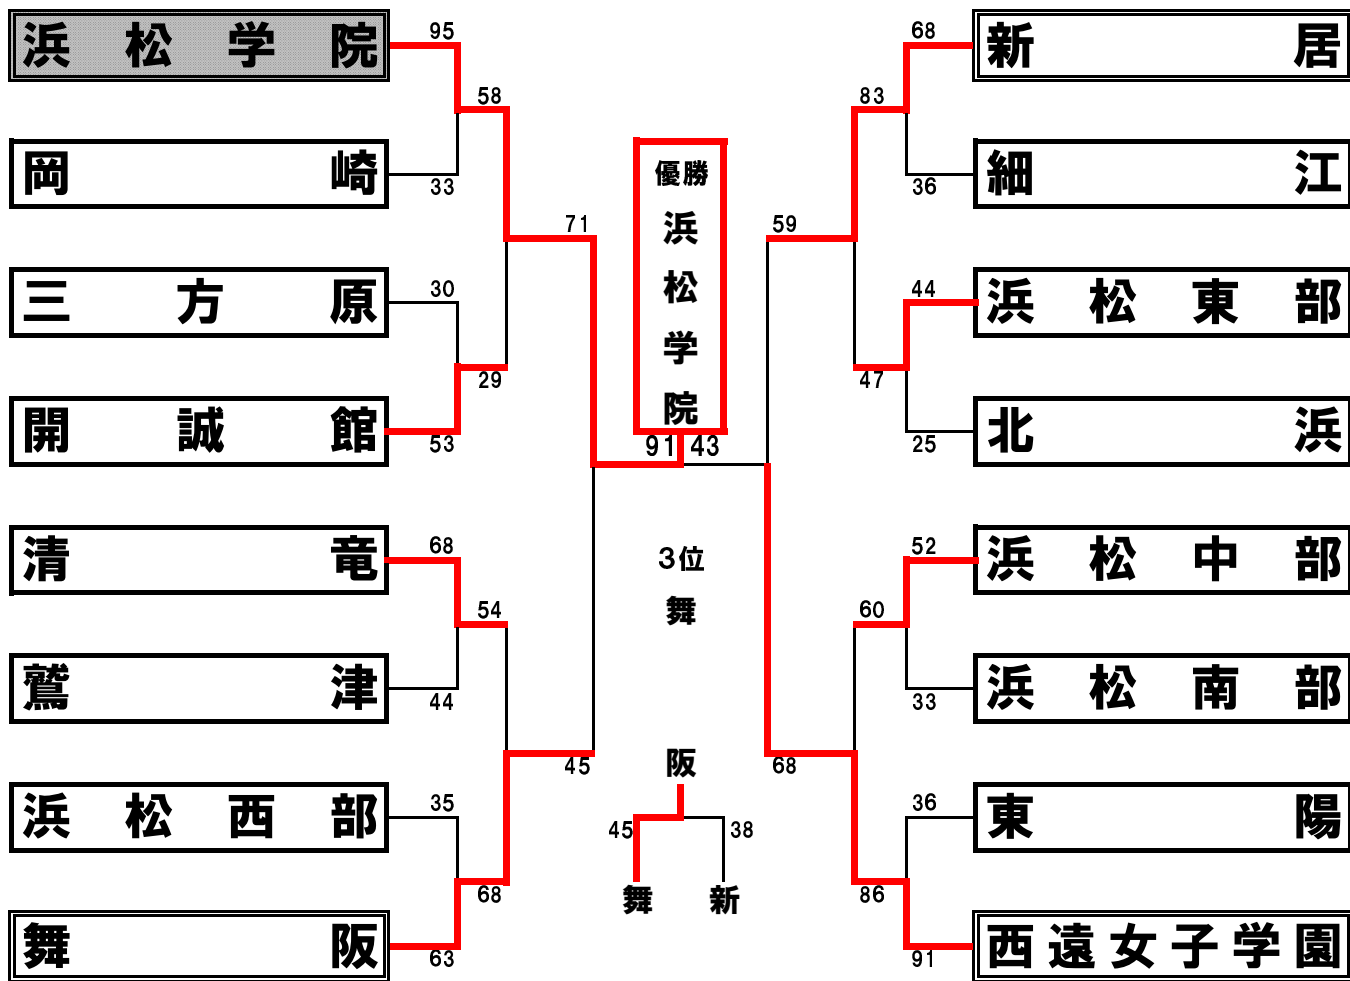 浜松学院
95
58
岡崎
33
71
三方原
30
29
開誠館
53
清竜
68
54
鷲津
44
45
浜松西部
35
68
舞阪
63
優勝
浜松学院
91 43
3位
舞阪
45 38
舞 新
68
新居
83
細江
36
59
44
浜松東部
47
北浜
25
52
浜松中部
60
浜松南部
33
68
36
東陽
86
西遠女子学園
91